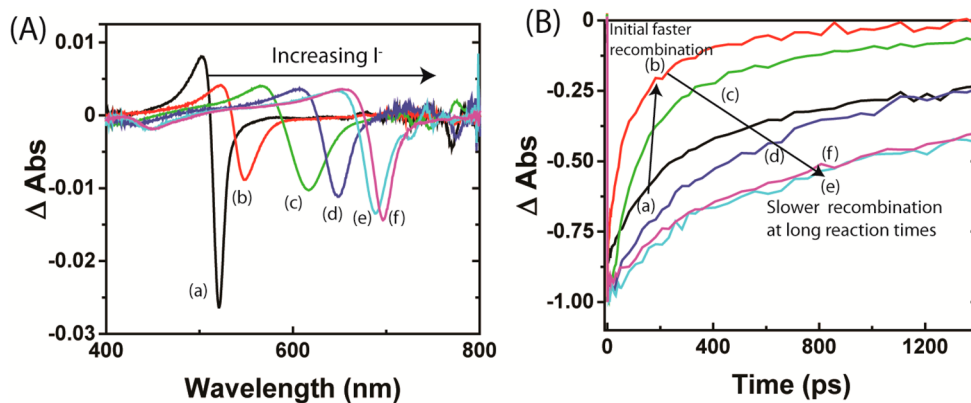 (A)
Increasing I-
0.01
0
-0.01
-0.02
-0.03
Δ Abs
(a)
(b)
(c)
(d)
(e)
(f)
400
500
600
700
800
Wavelength (nm)
(B)
Initial faster
recombination
(b)
(c)
(a)
(d)
(f)
(e)
Slower recombination
at long reaction times
0
-0.25
-0.50
-0.75
-1.00
Δ Abs
0
400
800
1200
Time (ps)